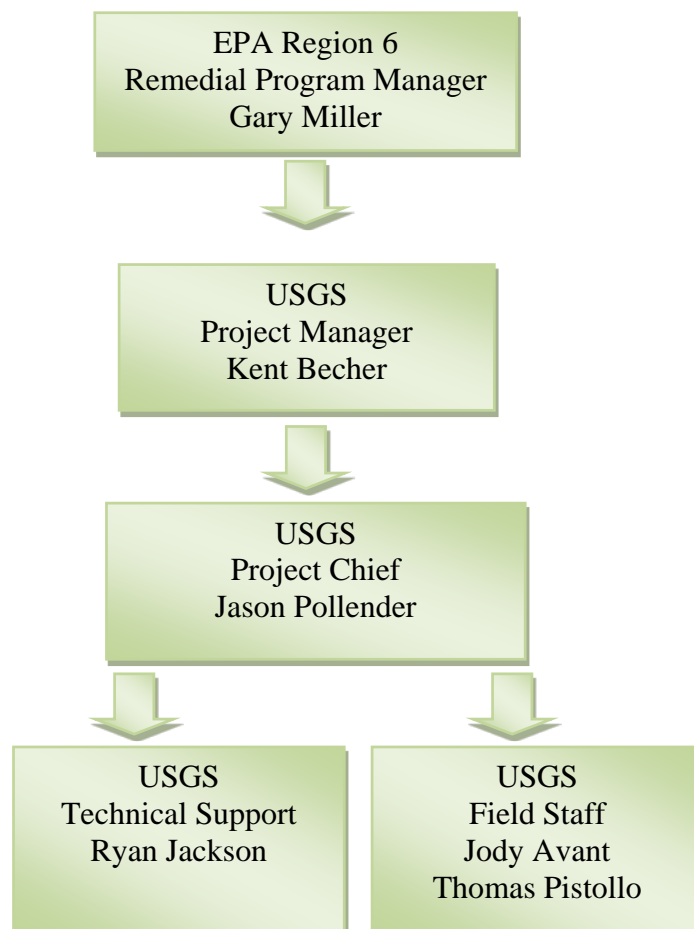 EPA Region 6
Remedial Program Manager
Gary Miller
USGS
Project Manager
Kent Becher
USGS
Project Chief
Jason Pollender
USGS
Technical Support
Ryan Jackson
USGS
Field Staff
Jody Avant
Thomas Pistollo